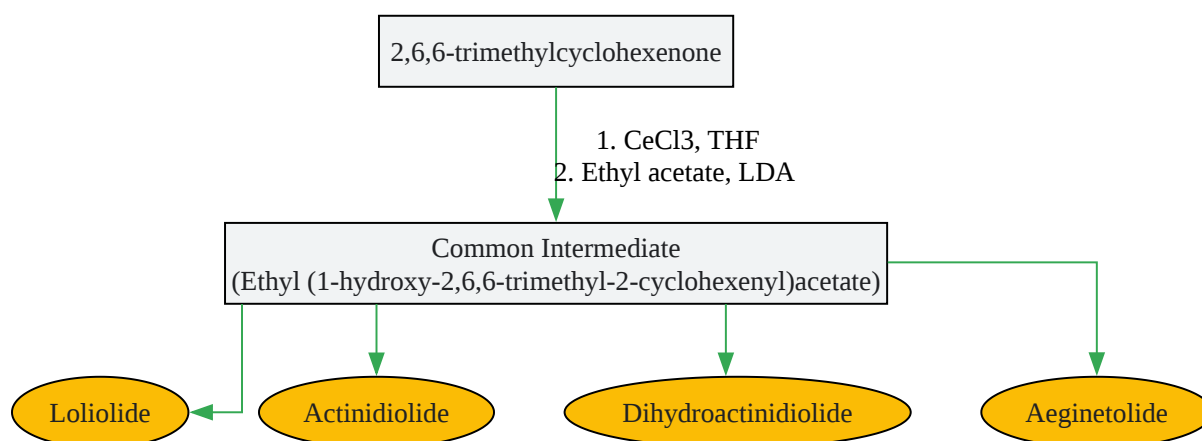 2,6,6-trimethylcyclohexenone
1. CeCl3, THF
2. Ethyl acetate, LDA
Common Intermediate
(Ethyl (1-hydroxy-2,6,6-trimethyl-2-cyclohexenyl)acetate)
Loliolide
Actinidiolide
Dihydroactinidiolide
Aeginetolide